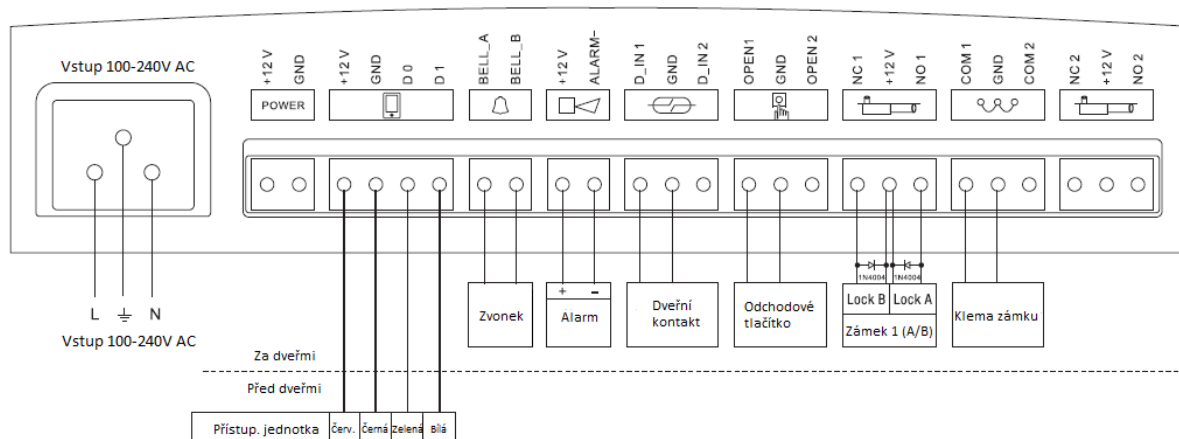 Vstup 100-240V AC
+12 V
GND
+12 V
GND
D 0
D 1
BELL_A
BELL_B
+12 V
ALARM-
D_IN 1
GND
D_IN 2
OPEN1
GND
OPEN 2
NC 1
+12 V
NO 1
COM 1
GND
COM 2
NC 2
+12 V
NO 2
POWER
1N4004
1N4004
L
N
Vstup 100-240V AC
Zvonek
+ −
Alarm
Dveřní
kontakt
Odchodové
tlačítko
Lock B
Lock A
Zámek 1 (A/B)
Klema zámku
Za dveřmi
Před dveřmi
Přístup. jednotka
Červ.
Černá
Zelená
Bílá